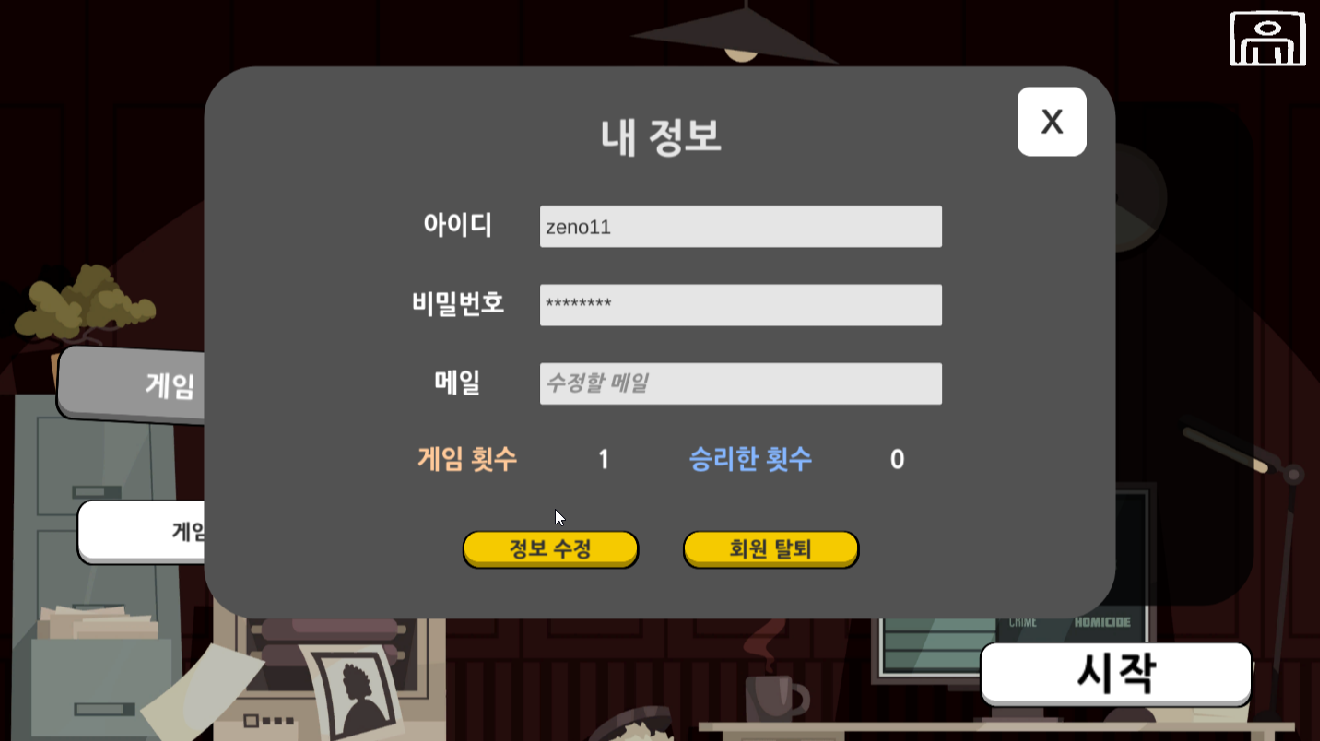 내 정보
X
아이디
zeno11
비밀번호
********
메일
수정할 메일
게임 횟수 1 승리한 횟수 0
정보 수정
회원 탈퇴
게임
게임
CRIME HOMICIDE
시작